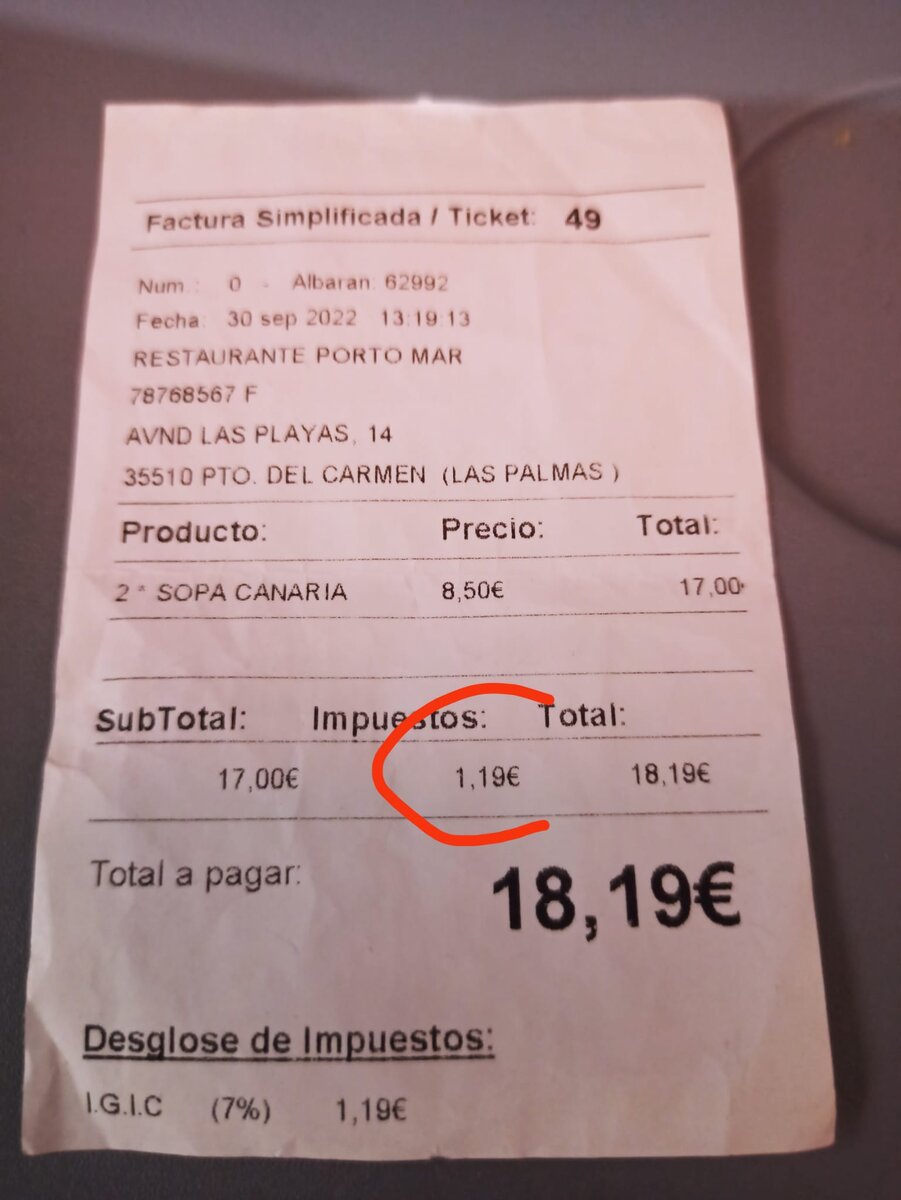 Factura Simplificada / Ticket: 49
Num.: 0 - Albaran: 62992
Fecha: 30 sep 2022 13:19:13
RESTAURANTE PORTO MAR
78768567 F
AVND LAS PLAYAS, 14
35510 PTO. DEL CARMEN (LAS PALMAS )
Producto: Precio: Total:
2 * SOPA CANARIA 8,50€ 17,00
SubTotal: Impuestos: Total:
17,00€ 1,19€ 18,19€
Total a pagar: 18,19€
Desglose de Impuestos:
I.G.I.C (7%) 1,19€